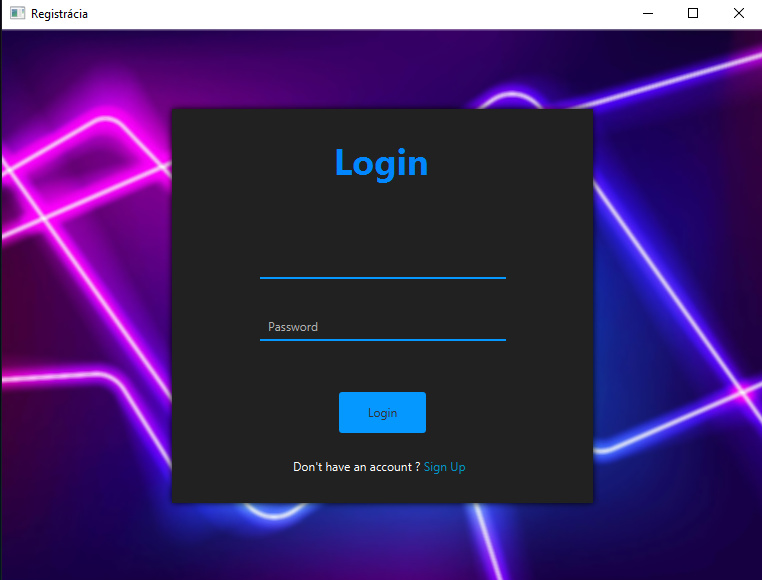 Registrácia
Login
Password
Login
Don't have an account ? Sign Up